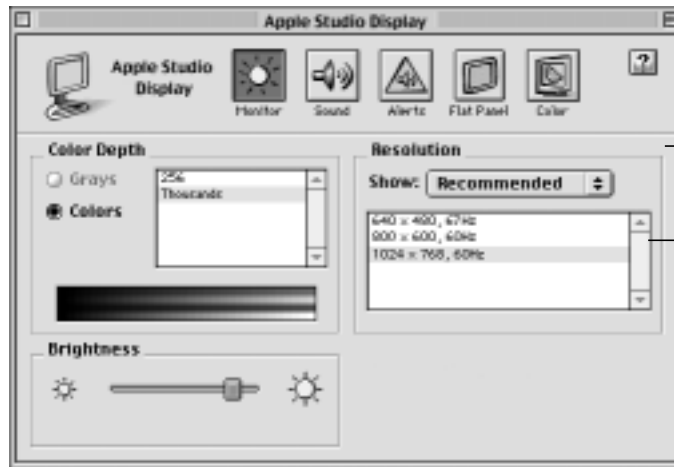 Apple Studio Display
Apple Studio
Display
Monitor
Sound
Alerts
Flat Panel
Color
?
Color Depth
Grays
Colors
256
Thousands
Resolution
Show: Recommended
640 x 480, 67Hz
800 x 600, 60Hz
1024 x 768, 60Hz
Brightness